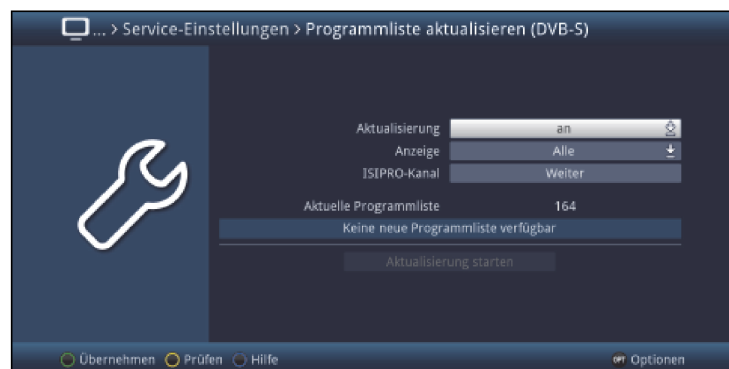 ... > Service-Einstellungen > Programmliste aktualisieren (DVB-S)
Aktualisierung an
Anzeige Alle
ISIPRO-Kanal Weiter
Aktuelle Programmliste 164
Keine neue Programmliste verfügbar
Aktualisierung starten
Übernehmen Prüfen Hilfe OPT Optionen